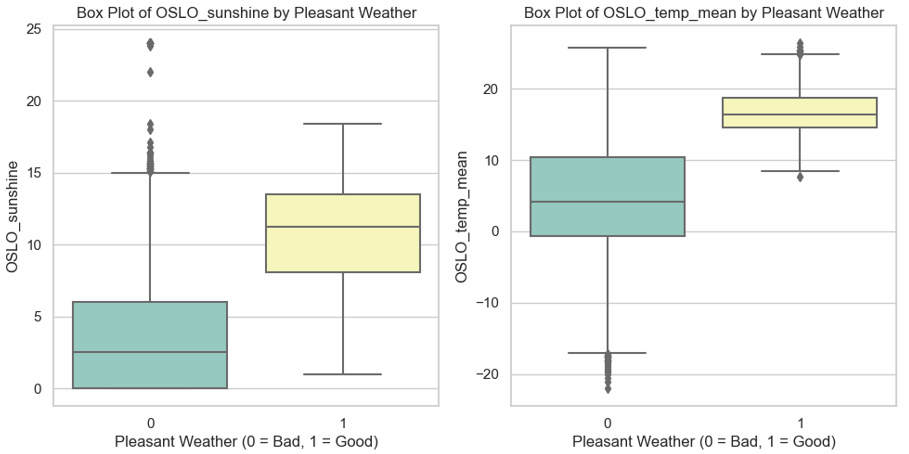 Box Plot of OSLO_sunshine by Pleasant Weather
25
20
15
10
5
0
OSLO_sunshine
0 1
Pleasant Weather (0 = Bad, 1 = Good)
Box Plot of OSLO_temp_mean by Pleasant Weather
20
10
0
−10
−20
OSLO_temp_mean
0 1
Pleasant Weather (0 = Bad, 1 = Good)